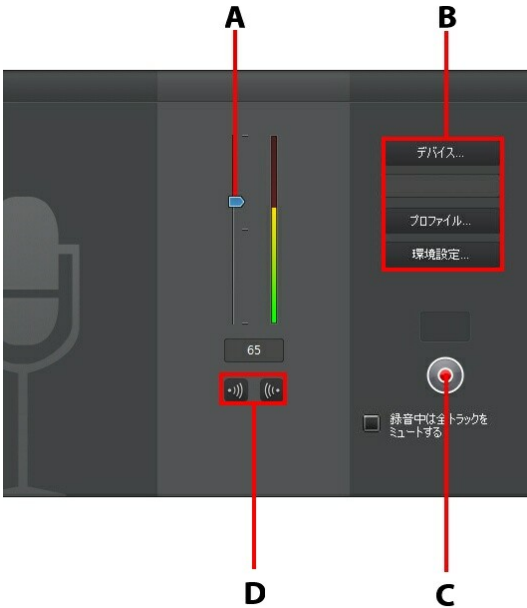 A
B
デバイス...
プロファイル...
環境設定...
65
録音中は全トラックを
ミュートする
D
C